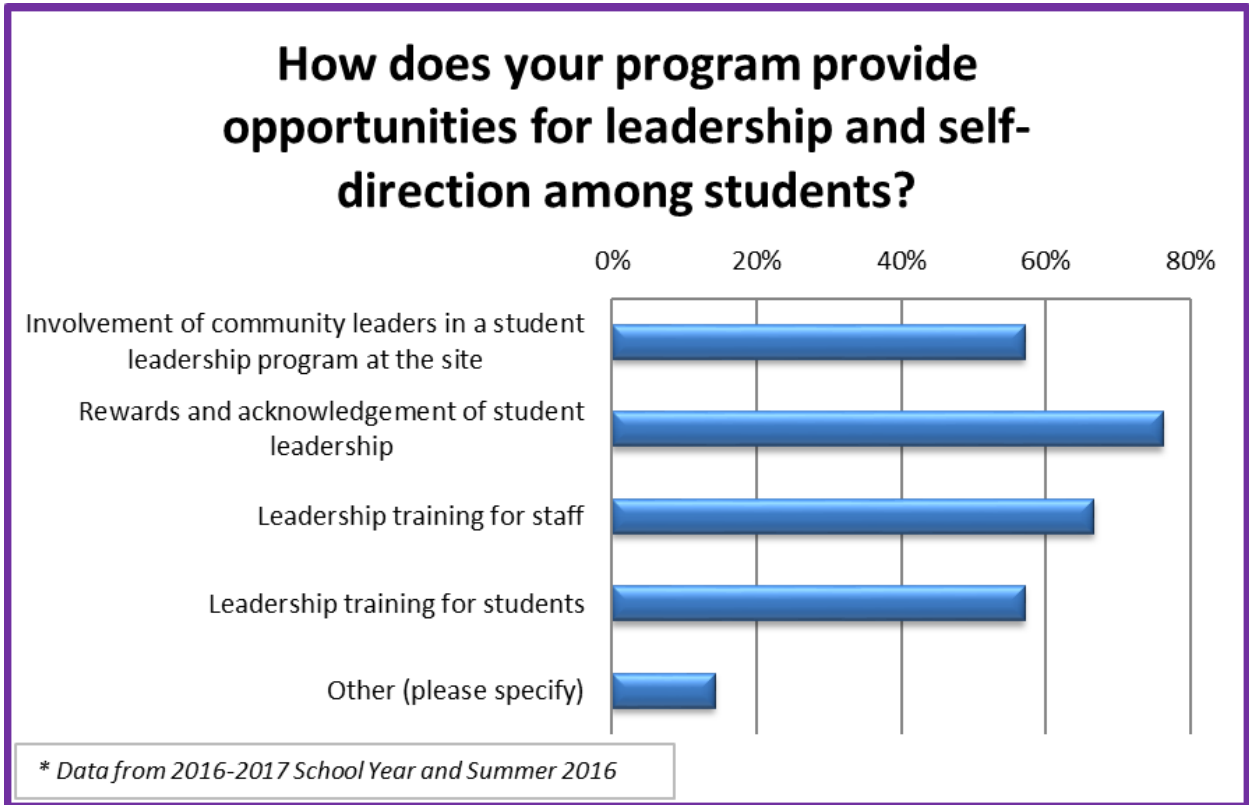 How does your program provide
opportunities for leadership and self-
direction among students?
0% 20% 40% 60% 80%
Involvement of community leaders in a student
leadership program at the site
Rewards and acknowledgement of student
leadership
Leadership training for staff
Leadership training for students
Other (please specify)
* Data from 2016-2017 School Year and Summer 2016